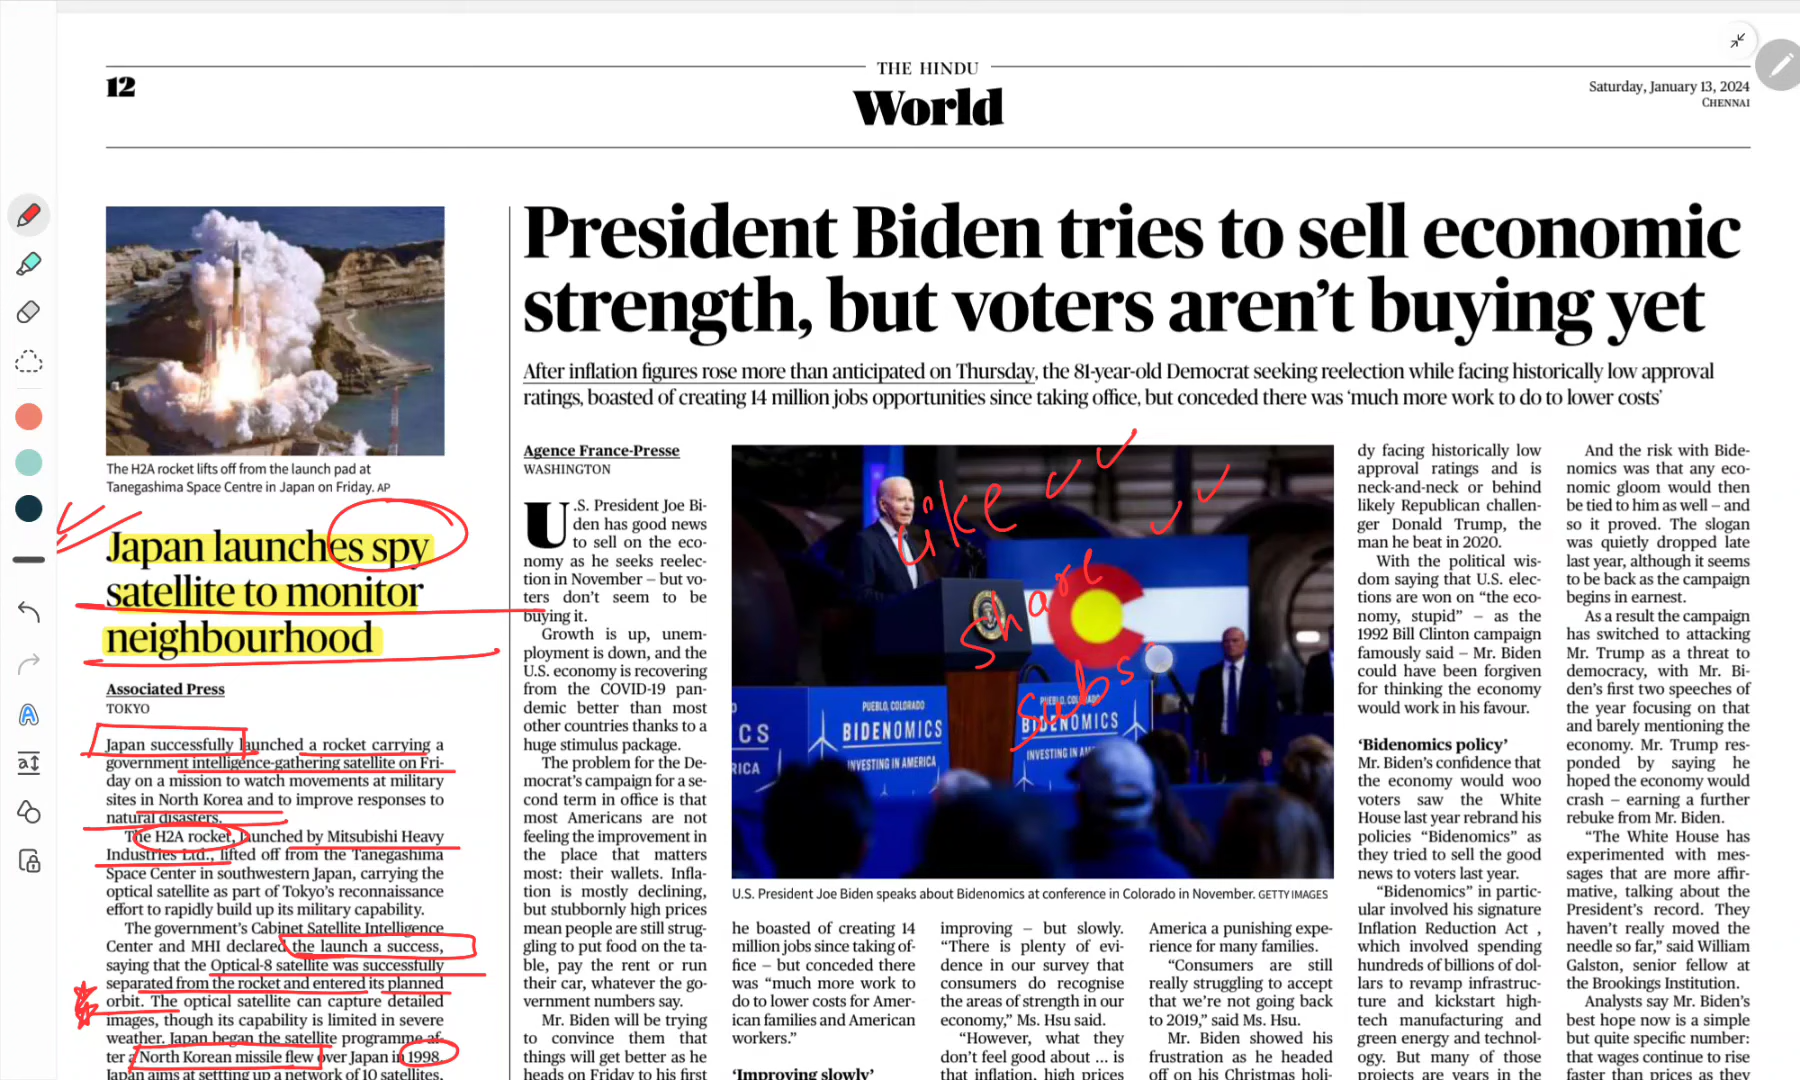 12
THE HINDU
World
Saturday, January 13, 2024
CHENNAI
The H2A rocket lifts off from the launch pad at
Tanegashima Space Centre in Japan on Friday. AP
Japan launches spy
satellite to monitor
neighbourhood
Associated Press
TOKYO
Japan successfully launched a rocket carrying a
government intelligence-gathering satellite on Fri-
day on a mission to watch movements at military
sites in North Korea and to improve responses to
natural disasters.
The H2A rocket, launched by Mitsubishi Heavy
Industries Ltd., lifted off from the Tanegashima
Space Center in southwestern Japan, carrying the
optical satellite as part of Tokyo's reconnaissance
effort to rapidly build up its military capability.
The government's Cabinet Satellite Intelligence
Center and MHI declared the launch a success,
saying that the Optical-8 satellite was successfully
separated from the rocket and entered its planned
orbit. The optical satellite can capture detailed
images, though its capability is limited in severe
weather. Japan began the satellite programme af-
ter a North Korean missile flew over Japan in 1998.
Japan aims at settting up a network of 10 satellites,
President Biden tries to sell economic
strength, but voters aren't buying yet
After inflation figures rose more than anticipated on Thursday, the 81-year-old Democrat seeking reelection while facing historically low approval
ratings, boasted of creating 14 million jobs opportunities since taking office, but conceded there was 'much more work to do to lower costs'
Agence France-Presse
WASHINGTON
U.S. President Joe Bi-
den has good news
to sell on the eco-
nomy as he seeks reelec-
tion in November – but vo-
ters don't seem to be
buying it.
Growth is up, unem-
ployment is down, and the
U.S. economy is recovering
from the COVID-19 pan-
demic better than most
other countries thanks to a
huge stimulus package.
The problem for the De-
mocrat's campaign for a se-
cond term in office is that
most Americans are not
feeling the improvement in
the place that matters
most: their wallets. Infla-
tion is mostly declining,
but stubbornly high prices
mean people are still strug-
gling to put food on the ta-
ble, pay the rent or run
their car, whatever the go-
vernment numbers say.
Mr. Biden will be trying
to convince them that
things will get better as he
heads on Friday to his first
Like
Share
Subs
PUEBLO, COLORADO
BIDENOMICS
INVESTING IN AMERICA
CS
RICA
PUEBLO, COLORADO
BIDENOMICS
INVESTING IN AM
U.S. President Joe Biden speaks about Bidenomics at conference in Colorado in November. GETTY IMAGES
he boasted of creating 14
million jobs since taking of-
fice – but conceded there
was "much more work to
do to lower costs for Amer-
ican families and American
workers."
'Improving slowly'
improving – but slowly.
"There is plenty of evi-
dence in our survey that
consumers do recognise
the areas of strength in our
economy," Ms. Hsu said.
"However, what they
don't feel good about ... is
that inflation, high prices
America a punishing expe-
rience for many families.
"Consumers are still
really struggling to accept
that we're not going back
to 2019," said Ms. Hsu.
Mr. Biden showed his
frustration as he headed
off on his Christmas holi-
dy facing historically low
approval ratings and is
neck-and-neck or behind
likely Republican challen-
ger Donald Trump, the
man he beat in 2020.
With the political wis-
dom saying that U.S. elec-
tions are won on "the eco-
nomy, stupid" – as the
1992 Bill Clinton campaign
famously said – Mr. Biden
could have been forgiven
for thinking the economy
would work in his favour.
'Bidenomics policy'
Mr. Biden's confidence that
the economy would woo
voters saw the White
House last year rebrand his
policies "Bidenomics" as
they tried to sell the good
news to voters last year.
"Bidenomics" in partic-
ular involved his signature
Inflation Reduction Act ,
which involved spending
hundreds of billions of dol-
lars to revamp infrastruc-
ture and kickstart high-
tech manufacturing and
green energy and technol-
ogy. But many of those
projects are years in the
And the risk with Bide-
nomics was that any eco-
nomic gloom would then
be tied to him as well – and
so it proved. The slogan
was quietly dropped late
last year, although it seems
to be back as the campaign
begins in earnest.
As a result the campaign
has switched to attacking
Mr. Trump as a threat to
democracy, with Mr. Bi-
den's first two speeches of
the year focusing on that
and barely mentioning the
economy. Mr. Trump res-
ponded by saying he
hoped the economy would
crash – earning a further
rebuke from Mr. Biden.
"The White House has
experimented with mes-
sages that are more affir-
mative, talking about the
President's record. They
haven't really moved the
needle so far," said William
Galston, senior fellow at
the Brookings Institution.
Analysts say Mr. Biden's
best hope now is a simple
but quite specific number:
that wages continue to rise
faster than prices as they